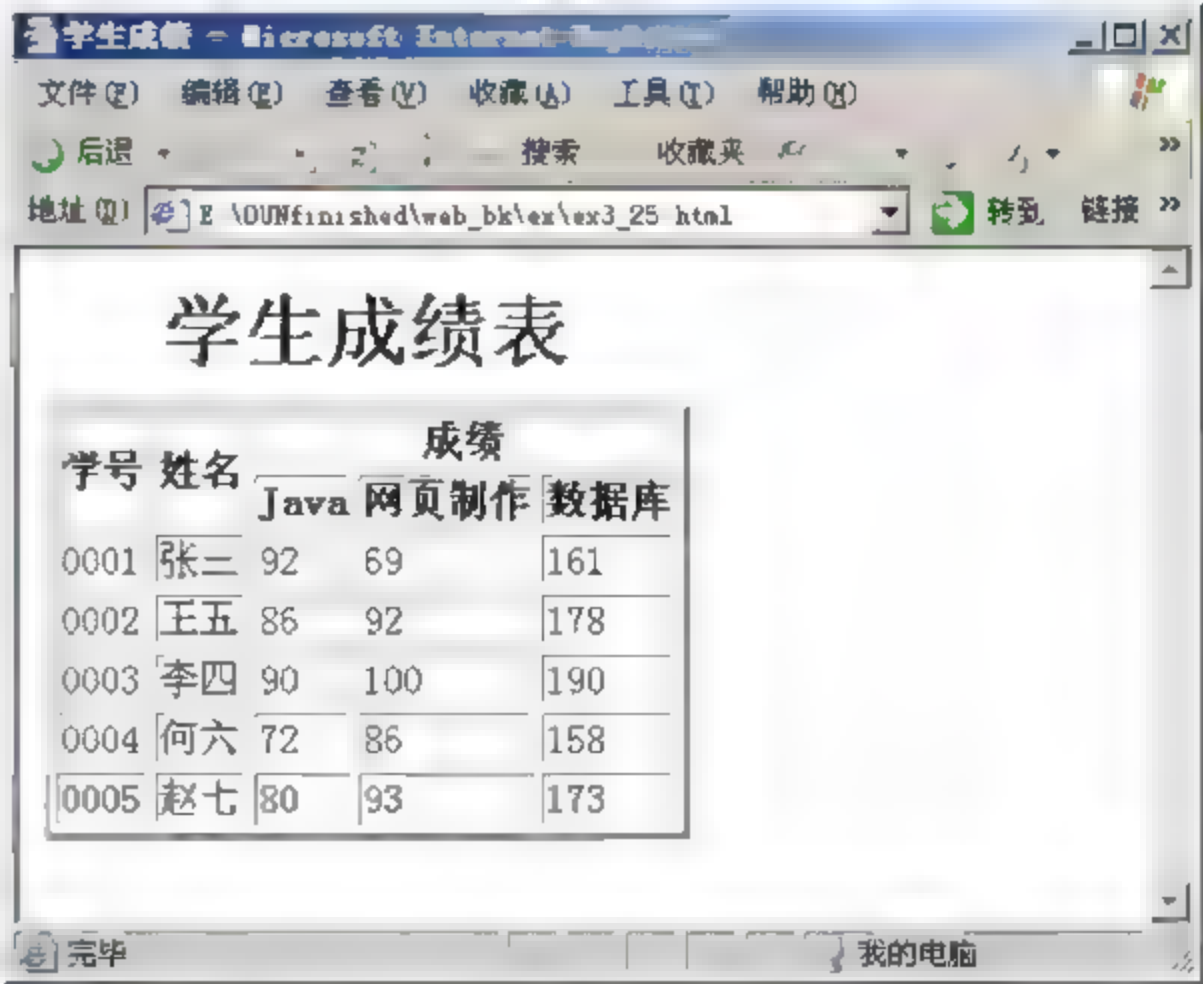 学生成绩 - Microsoft Internet
文件(F) 编辑(E) 查看(V) 收藏(A) 工具(T) 帮助(H)
后退 搜索 收藏夹 »
地址(D) E \OUNfinished\web_bk\ex\ex3_25 html 转到 链接 »
学生成绩表
学号 姓名 成绩
Java 网页制作 数据库
0001 张三 92 69 161
0002 王五 86 92 178
0003 李四 90 100 190
0004 何六 72 86 158
0005 赵七 80 93 173
完毕 我的电脑